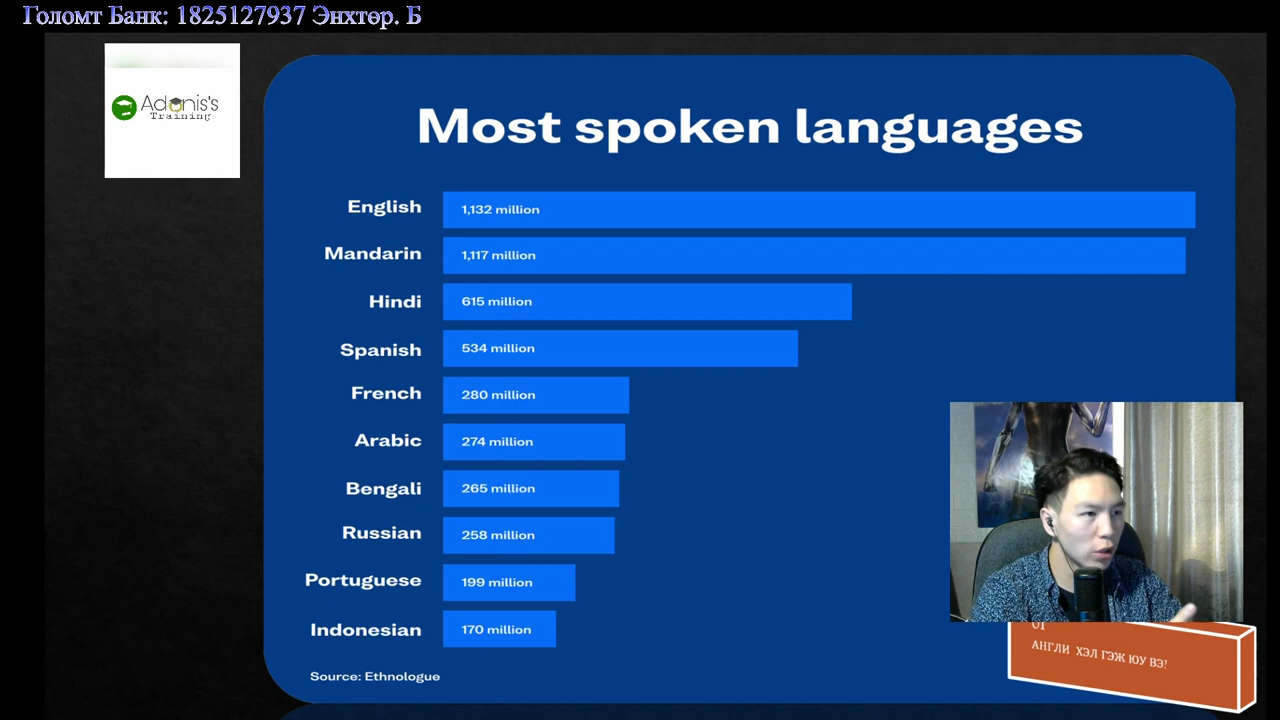 Голомт Банк: 1825127937 Энхтөр. Б
Adonis's
Training
Most spoken languages
English 1,132 million
Mandarin 1,117 million
Hindi 615 million
Spanish 534 million
French 280 million
Arabic 274 million
Bengali 265 million
Russian 258 million
Portuguese 199 million
Indonesian 170 million
Source: Ethnologue
АНГЛИ ХЭЛ ГЭЖ ЮУ ВЭ!